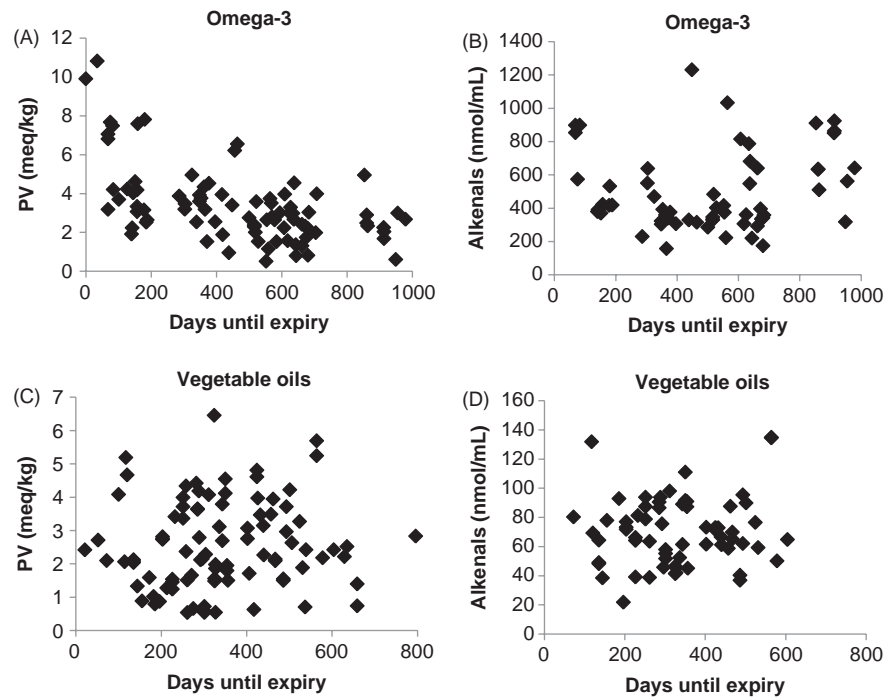 (A)
Omega-3
PV (meq/kg)
12
10
8
6
4
2
0
0 200 400 600 800 1000
Days until expiry
(B)
Omega-3
Alkenals (nmol/mL)
1400
1200
1000
800
600
400
200
0
0 200 400 600 800 1000
Days until expiry
(C)
Vegetable oils
PV (meq/kg)
7
6
5
4
3
2
1
0
0 200 400 600 800
Days until expiry
(D)
Vegetable oils
Alkenals (nmol/mL)
160
140
120
100
80
60
40
20
0
0 200 400 600 800
Days until expiry